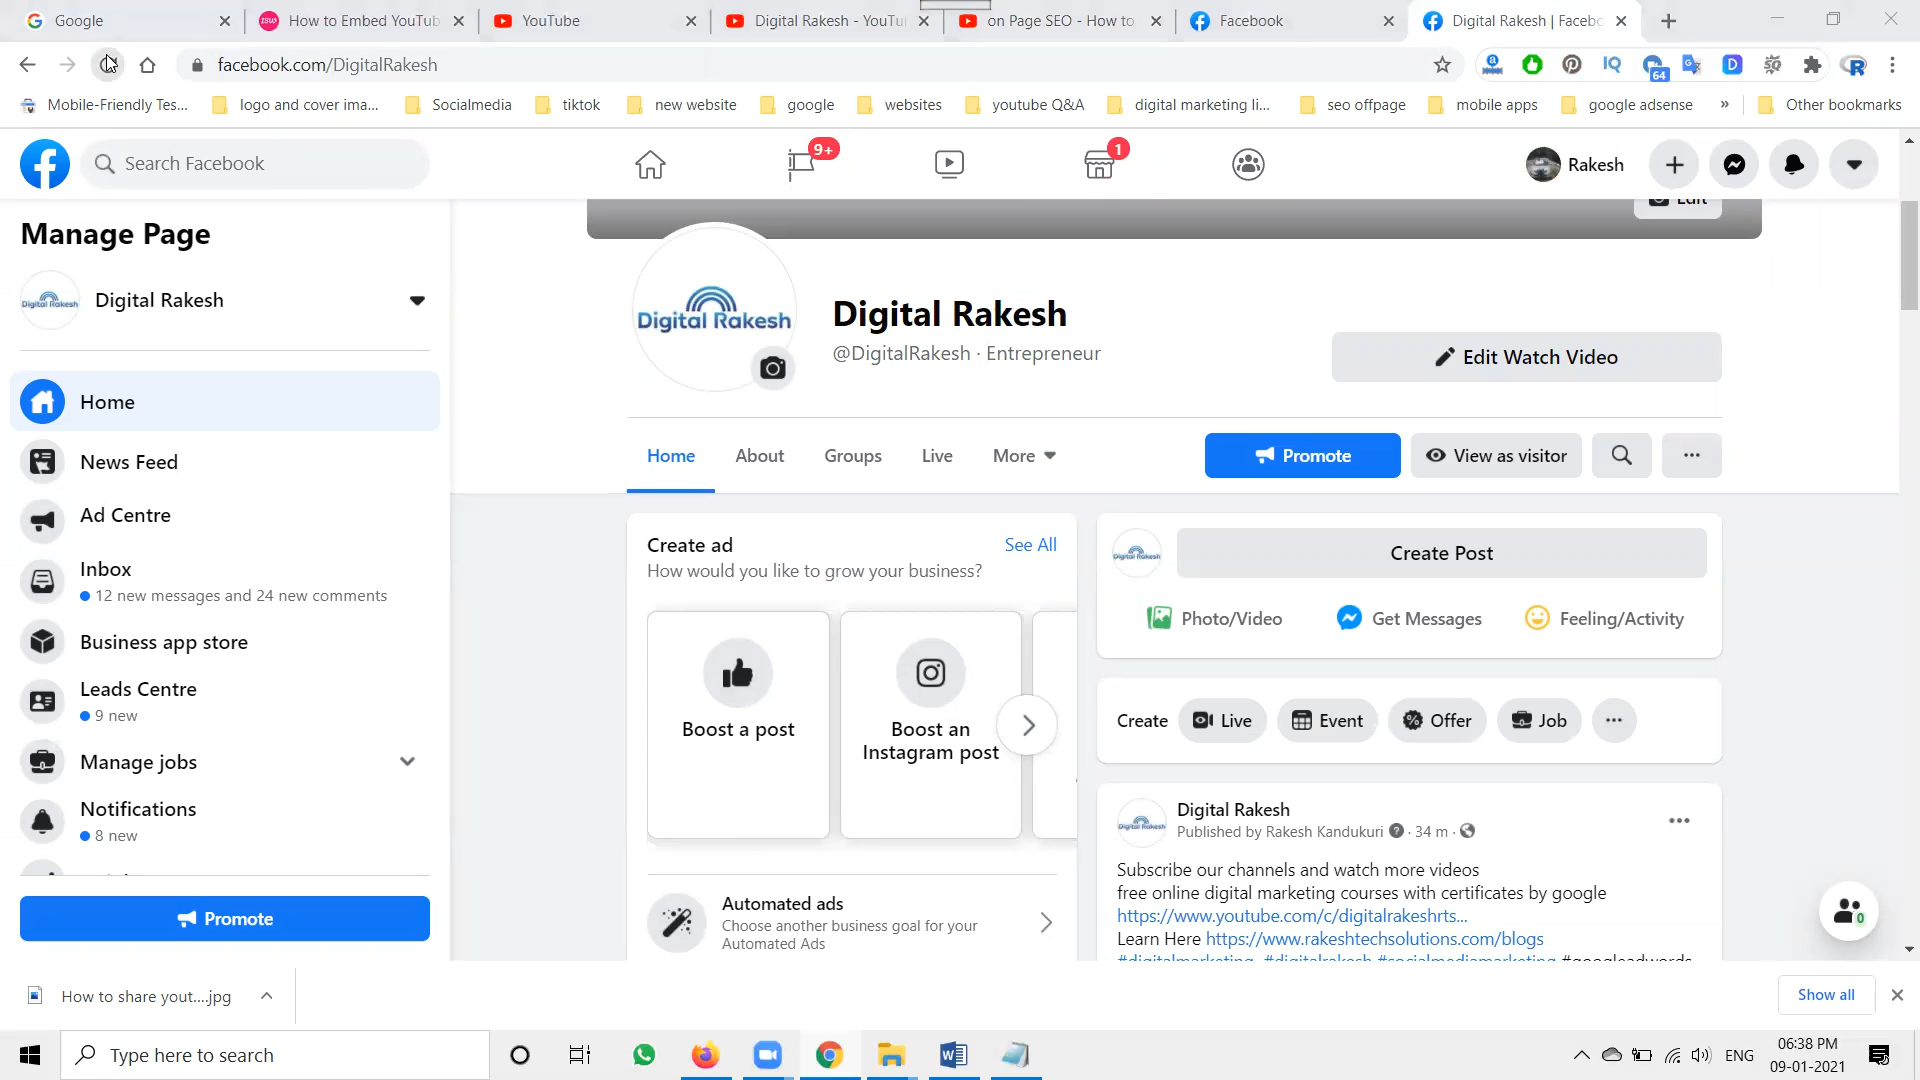 Google
How to Embed YouTub
YouTube
Digital Rakesh - YouTu
on Page SEO - How to
Facebook
Digital Rakesh | Facebo
facebook.com/DigitalRakesh
64
Mobile-Friendly Tes...
logo and cover ima...
Socialmedia
tiktok
new website
google
websites
youtube Q&A
digital marketing li...
seo offpage
mobile apps
google adsense
»
Other bookmarks
Search Facebook
9+
1
Rakesh
Manage Page
Digital Rakesh
Home
News Feed
Ad Centre
Inbox
12 new messages and 24 new comments
Business app store
Leads Centre
9 new
Manage jobs
Notifications
8 new
Promote
Edit
Digital Rakesh
Digital Rakesh
@DigitalRakesh · Entrepreneur
Edit Watch Video
Home
About
Groups
Live
More
Promote
View as visitor
Create ad
See All
How would you like to grow your business?
Boost a post
Boost an
Instagram post
Automated ads
Choose another business goal for your
Automated Ads
Create Post
Photo/Video
Get Messages
Feeling/Activity
Create
Live
Event
Offer
Job
Digital Rakesh
Published by Rakesh Kandukuri · 34 m ·
Subscribe our channels and watch more videos
free online digital marketing courses with certificates by google
https://www.youtube.com/c/digitalrakeshrts...
Learn Here https://www.rakeshtechsolutions.com/blogs
#digitalmarketing #digitalrakesh #socialmediamarketing #googleadwords
0
How to share yout....jpg
Show all
Type here to search
ENG
06:38 PM
09-01-2021